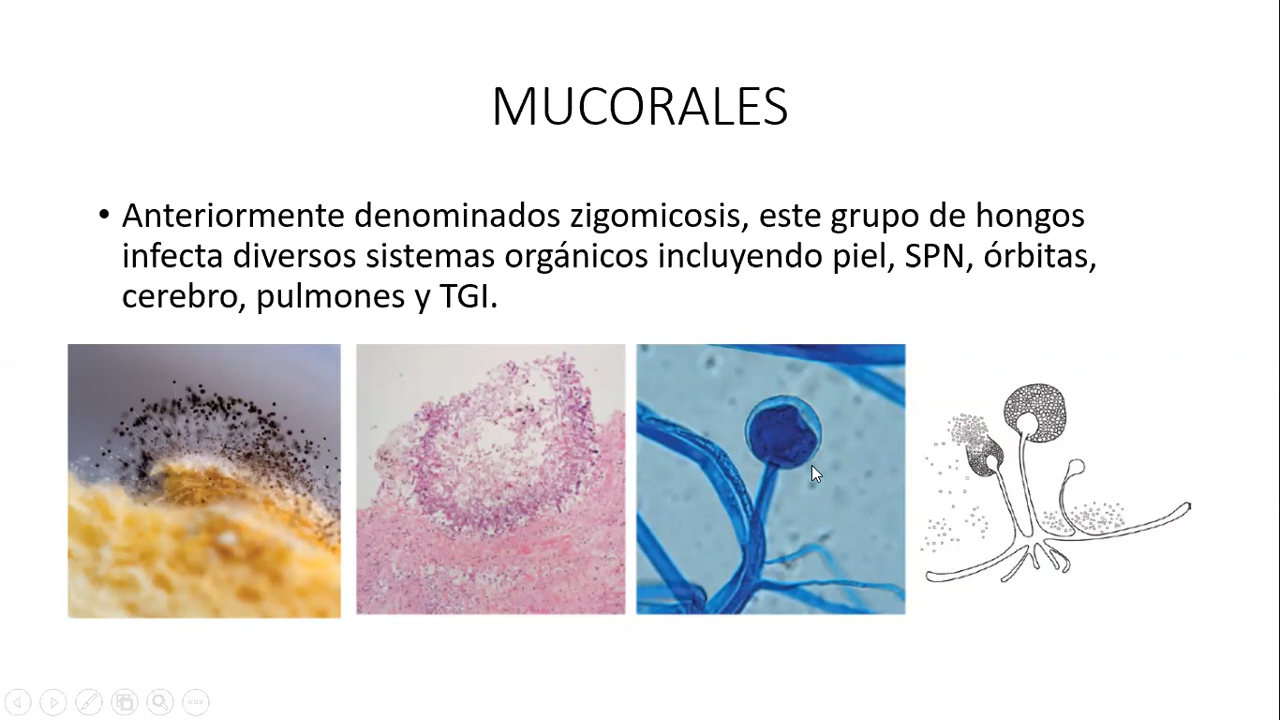 MUCORALES
• Anteriormente denominados zigomicosis, este grupo de hongos
infecta diversos sistemas orgánicos incluyendo piel, SPN, órbitas,
cerebro, pulmones y TGI.